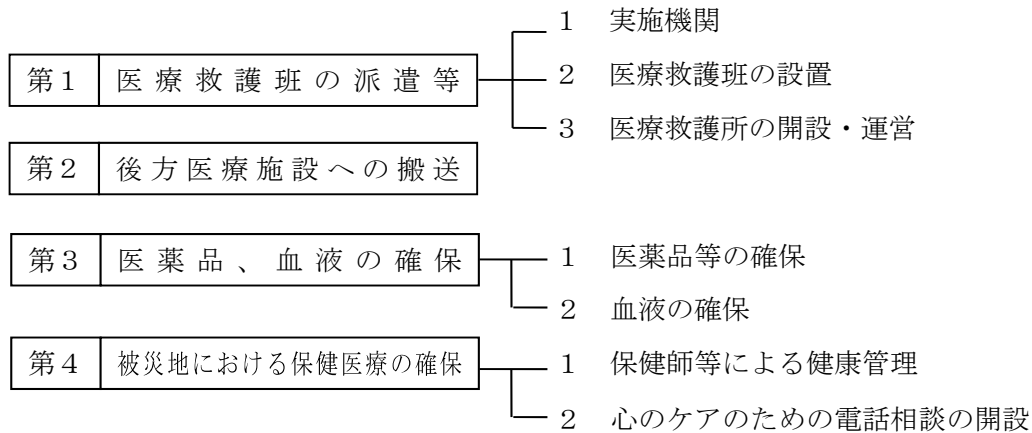 1 実施機関
第1 医療救護班の派遣等
2 医療救護班の設置
3 医療救護所の開設・運営
第2 後方医療施設への搬送
第3 医薬品、血液の確保
1 医薬品等の確保
2 血液の確保
第4 被災地における保健医療の確保
1 保健師等による健康管理
2 心のケアのための電話相談の開設